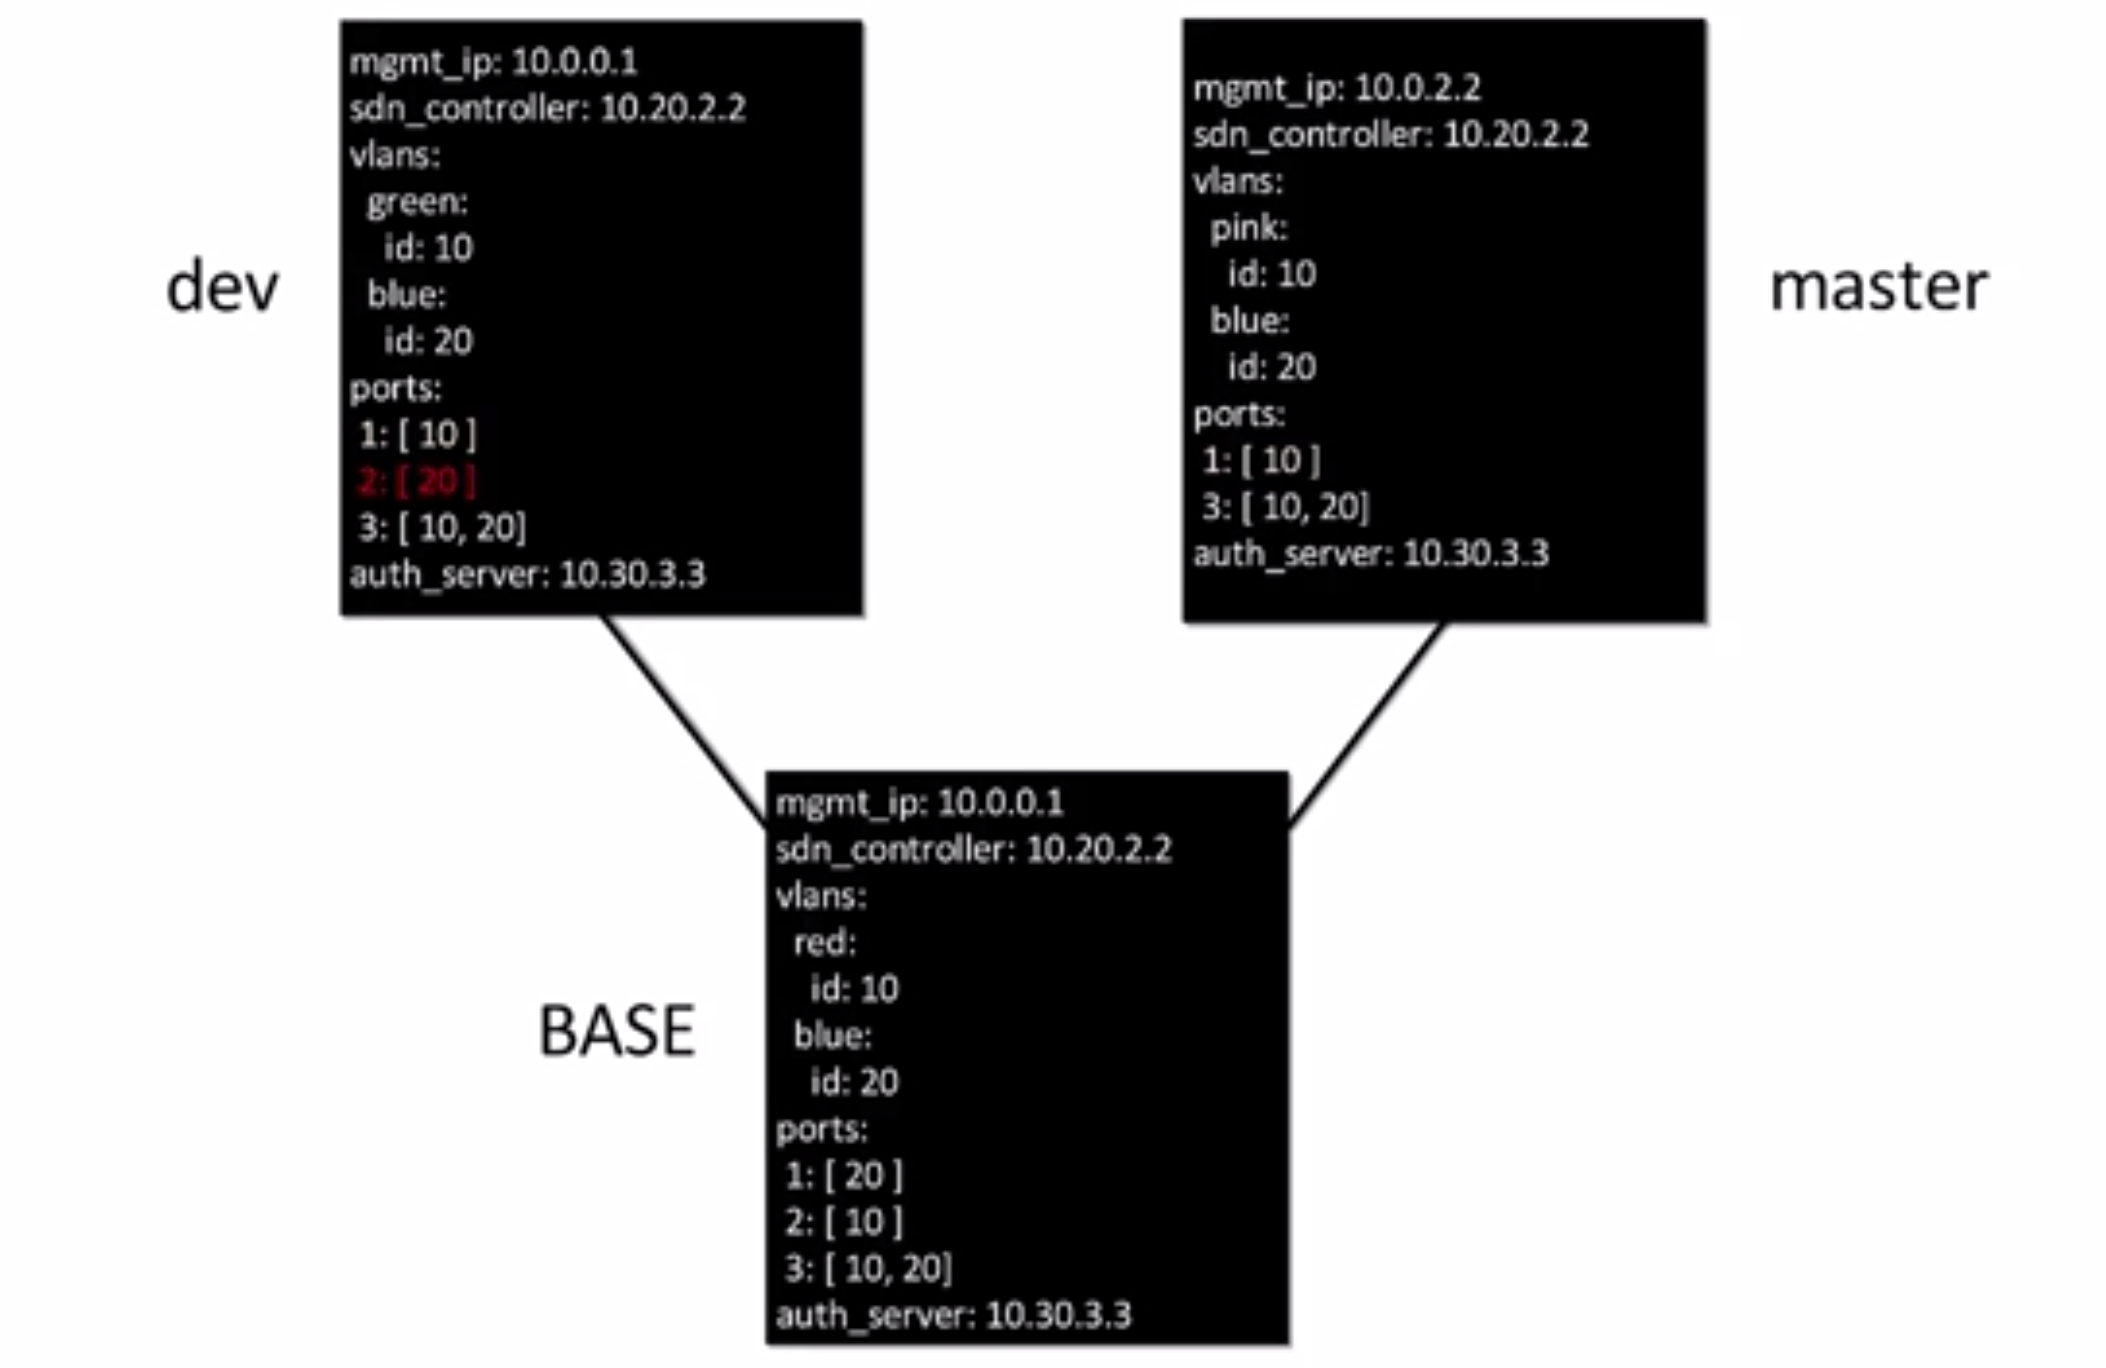 mgmt_ip: 10.0.0.1
sdn_controller: 10.20.2.2
vlans:
green:
id: 10
blue:
id: 20
ports:
1: [ 10 ]
2: [ 20 ]
3: [ 10, 20]
auth_server: 10.30.3.3
dev
mgmt_ip: 10.0.2.2
sdn_controller: 10.20.2.2
vlans:
pink:
id: 10
blue:
id: 20
ports:
1: [ 10 ]
3: [ 10, 20]
auth_server: 10.30.3.3
master
mgmt_ip: 10.0.0.1
sdn_controller: 10.20.2.2
vlans:
red:
id: 10
blue:
id: 20
ports:
1: [ 20 ]
2: [ 10 ]
3: [ 10, 20]
auth_server: 10.30.3.3
BASE